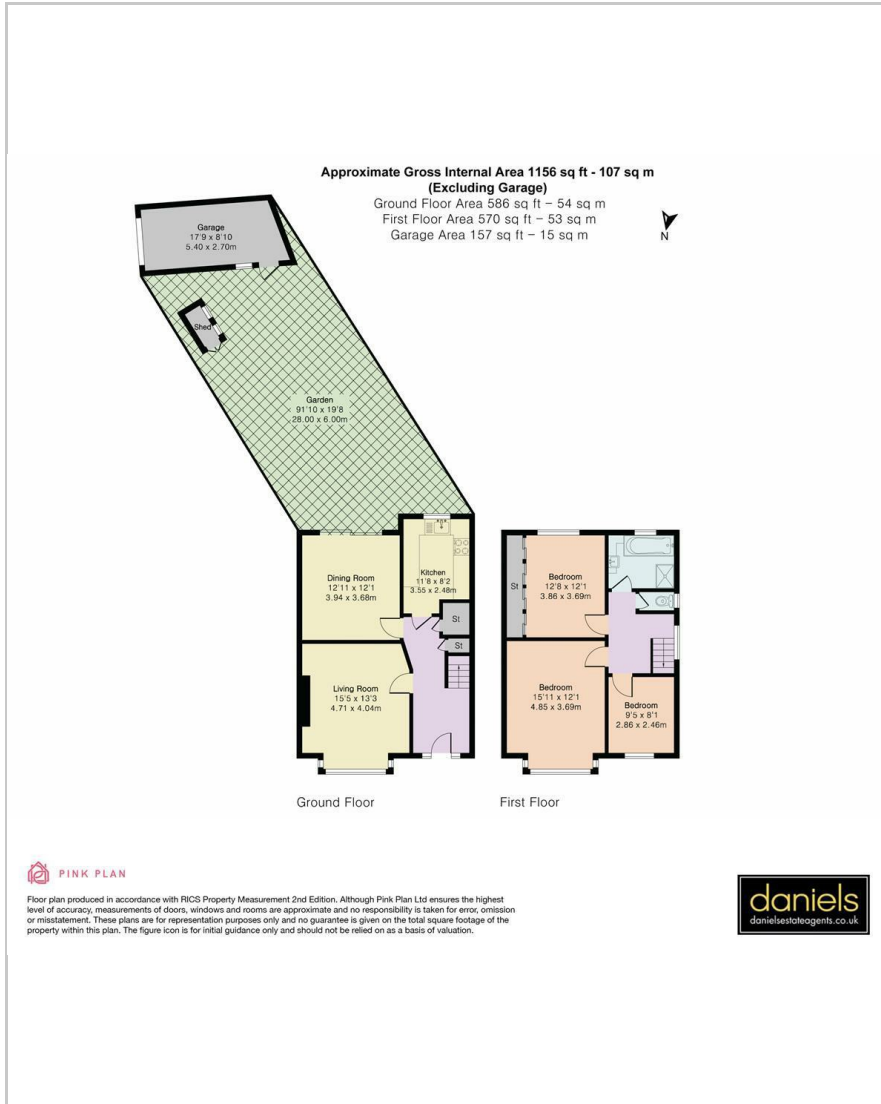 Approximate Gross Internal Area 1156 sq ft - 107 sq m
(Excluding Garage)
Ground Floor Area 586 sq ft – 54 sq m
First Floor Area 570 sq ft – 53 sq m
Garage Area 157 sq ft – 15 sq m
N
Garage
17'9 x 8'10
5.40 x 2.70m
Shed
Garden
91'10 x 19'8
28.00 x 6.00m
Dining Room
12'11 x 12'1
3.94 x 3.68m
Kitchen
11'8 x 8'2
3.55 x 2.48m
St
St
Living Room
15'5 x 13'3
4.71 x 4.04m
Ground Floor
St
Bedroom
12'8 x 12'1
3.86 x 3.69m
Bedroom
15'11 x 12'1
4.85 x 3.69m
Bedroom
9'5 x 8'1
2.86 x 2.46m
First Floor
PINK PLAN
Floor plan produced in accordance with RICS Property Measurement 2nd Edition. Although Pink Plan Ltd ensures the highest
level of accuracy, measurements of doors, windows and rooms are approximate and no responsibility is taken for error, omission
or misstatement. These plans are for representation purposes only and no guarantee is given on the total square footage of the
property within this plan. The figure icon is for initial guidance only and should not be relied on as a basis of valuation.
daniels
danielsestateagents.co.uk